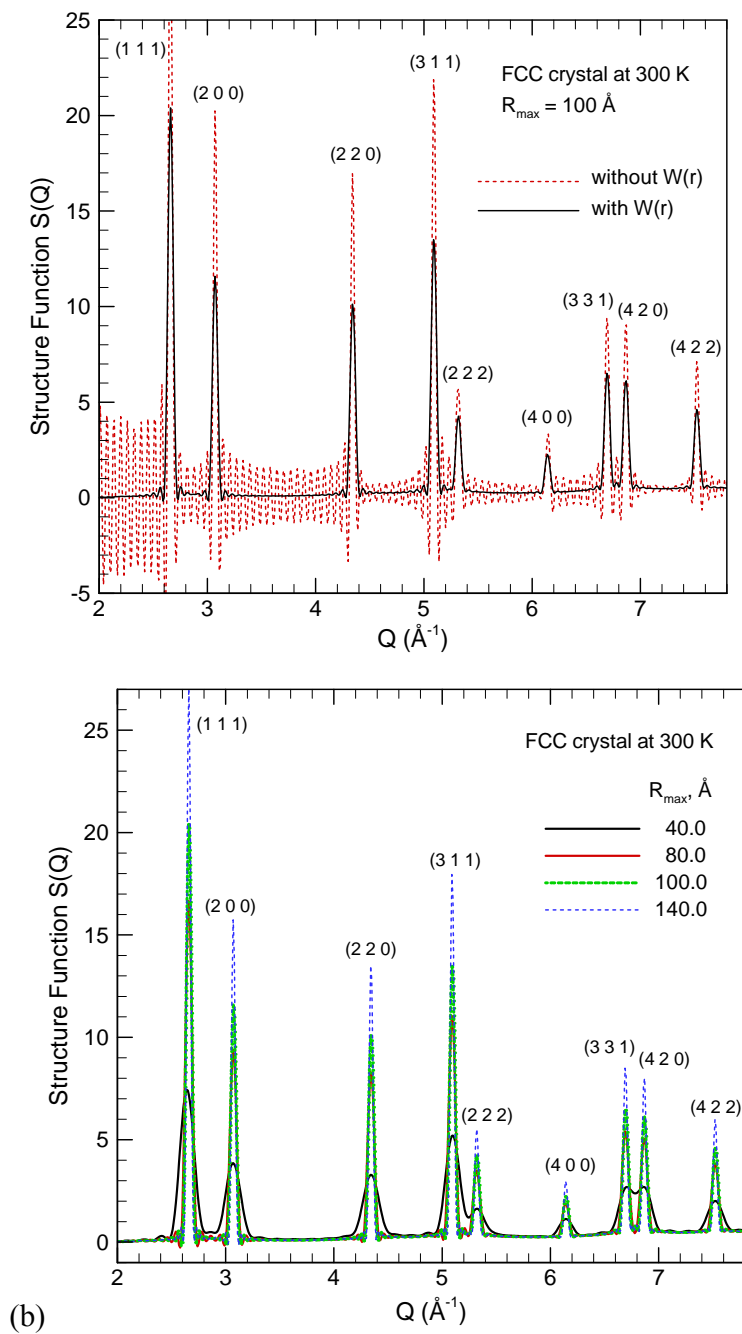 25
20
15
10
5
0
-5
Structure Function S(Q)
(1 1 1)
(2 0 0)
(2 2 0)
(3 1 1)
(2 2 2)
(4 0 0)
(3 3 1)
(4 2 0)
(4 2 2)
FCC crystal at 300 K
Rmax = 100 Å
without W(r)
with W(r)
2 3 4 5 6 7
Q (Å-1)
25
20
15
10
5
0
Structure Function S(Q)
(1 1 1)
(2 0 0)
(2 2 0)
(3 1 1)
(2 2 2)
(4 0 0)
(3 3 1)
(4 2 0)
(4 2 2)
FCC crystal at 300 K
Rmax, Å
40.0
80.0
100.0
140.0
2 3 4 5 6 7
Q (Å-1)
(b)